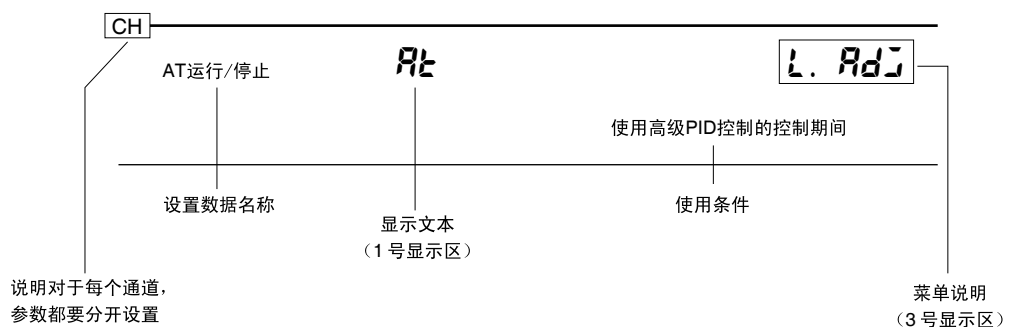 CH
AT运行/停止
At
L. AdJ
使用高级PID控制的控制期间
设置数据名称
显示文本
（1号显示区）
使用条件
说明对于每个通道，
参数都要分开设置
菜单说明
（3号显示区）